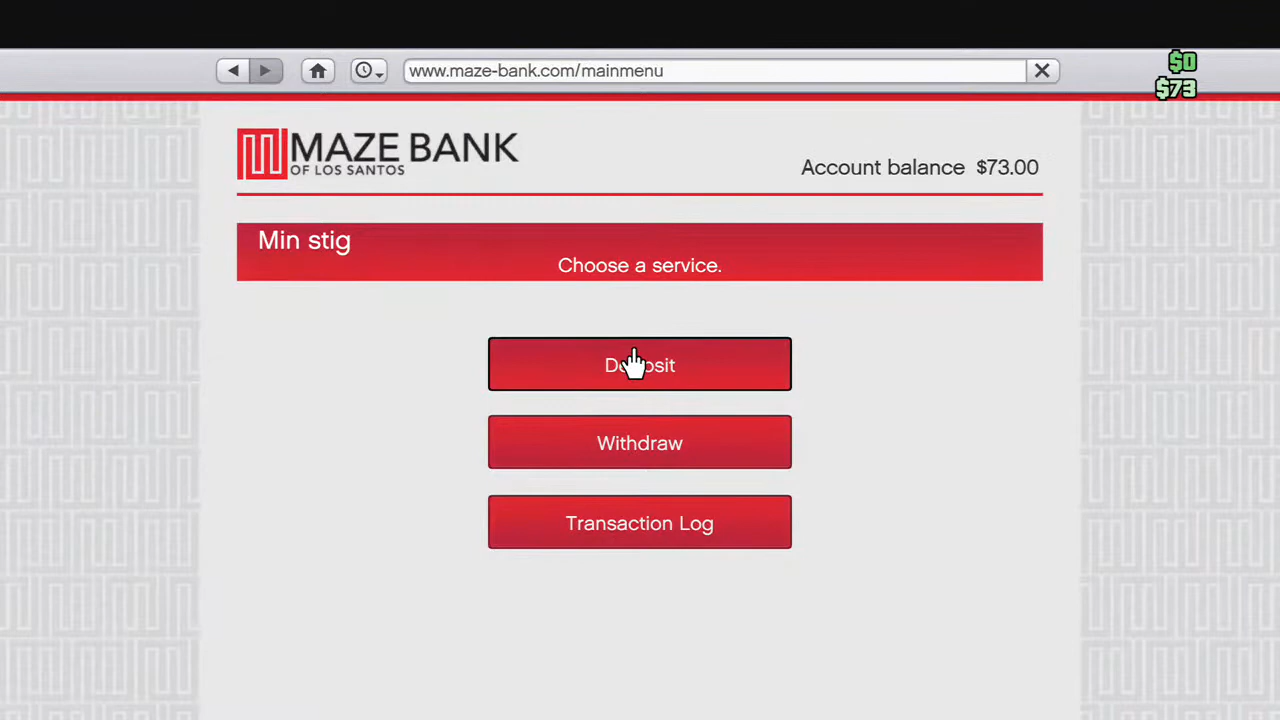 $0
www.maze-bank.com/mainmenu
$73
MAZE BANK
OF LOS SANTOS
Account balance $73.00
Min stig
Choose a service.
Deposit
Withdraw
Transaction Log